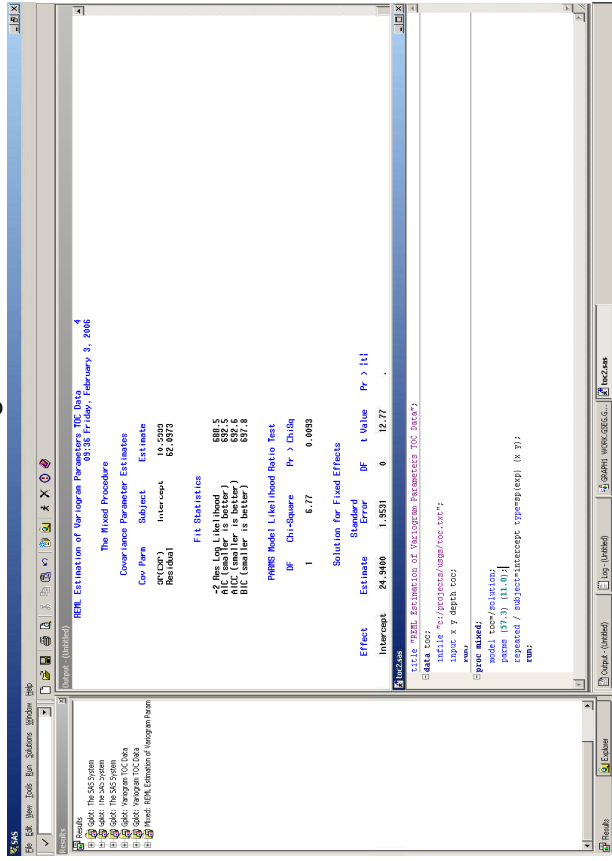 SAS
File Edit View Tools Run Solutions Window Help
Results
Results
Gplot: The SAS System
Gplot: The SAS System
Gplot: The SAS System
Gplot: Variogram TOC Data
Gplot: Variogram TOC Data
Mixed: REML Estimation of Variogram Param
Output - (Untitled)
REML Estimation of Variogram Parameters TOC Data 4
09:36 Friday, February 3, 2006
The Mixed Procedure
Covariance Parameter Estimates
Cov Parm Subject Estimate
SP(EXP) Intercept
Residual 62.0973
Fit Statistics
-2 Res Log Likelihood 688.5
AIC (smaller is better) 692.5
AICC (smaller is better) 692.6
BIC (smaller is better) 697.8
PARMS Model Likelihood Ratio Test
DF Chi-Square Pr > ChiSq
1 6.77 0.0093
Solution for Fixed Effects
Standard
Effect Estimate Error DF t Value Pr > |t|
Intercept 24.9400 1.9531 0 12.77 .
toc2.sas
title "REML Estimation of Variogram Parameters TOC Data";
data toc;
infile "c:/projects/usgs/toc.txt";
input x y depth toc;
run;
proc mixed;
model toc=/solution;
parms (57.3) (11.0);
repeated / subject=intercept type=sp(exp) (x y);
run;
Results
Explorer
Output - (Untitled)
Log - (Untitled)
GRAPH1 WORK.GSEG.G...
toc2.sas